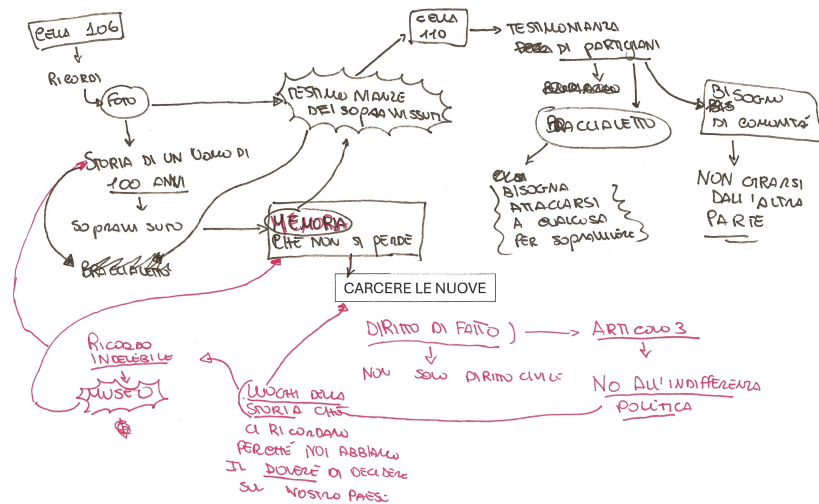 CELLA 106
RICORDI
FOTO
STORIA DI UN UOMO DI
100 ANNI
SOPRAVVISSUTO
BRACCIALETTO
TESTIMONIANZE
DEI SOPRAVVISSUTI
MEMORIA
CHE NON SI PERDE
CELLA
110
TESTIMONIANZA
DI PARTIGIANI
BRACCIALETTO
BISOGNA
ATTACCARSI
A QUALCOSA
PER SOPRAVVIVERE
BISOGNO
DI COMUNITÀ
NON GIRARSI
DALL'ALTRA
PARTE
CARCERE LE NUOVE
DIRITTO DI FATTO
NON SOLO DIRITTO CIVILE
ARTICOLO 3
NO ALL'INDIFFERENZA
POLITICA
RICORDO
INDELEBILE
MUSEO
LUOGHI DELLA
STORIA CHE
CI RICORDANO
PERCHÉ NOI ABBIAMO
IL DOVERE DI DECIDERE
SUL NOSTRO PAESE